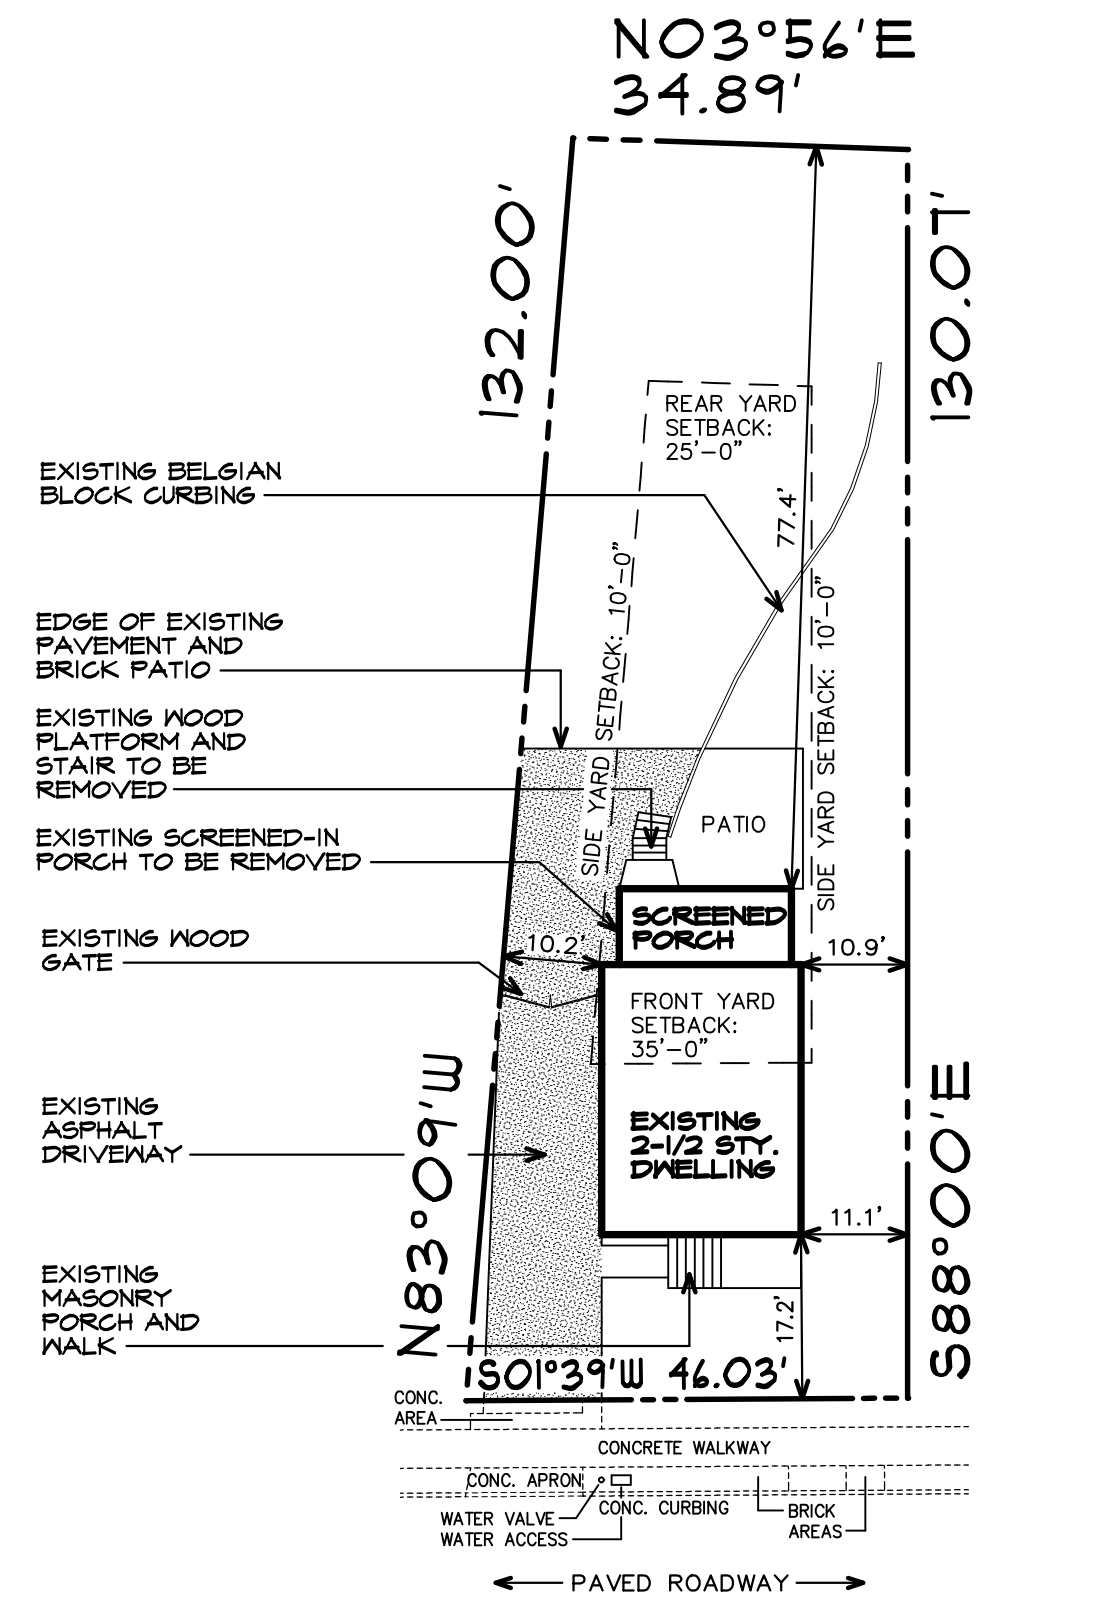 N03°56'E
34.89'
132.00'
130.07'
REAR YARD
SETBACK:
25'-0"
EXISTING BELGIAN
BLOCK CURBING
77.4'
SIDE YARD SETBACK: 10'-0"
SIDE YARD SETBACK: 10'-0"
EDGE OF EXISTING
PAVEMENT AND
BRICK PATIO
EXISTING WOOD
PLATFORM AND
STAIR TO BE
REMOVED
PATIO
EXISTING SCREENED-IN
PORCH TO BE REMOVED
SCREENED
PORCH
EXISTING WOOD
GATE
10.2'
10.9'
FRONT YARD
SETBACK:
35'-0"
N83°09'W
S88°00'E
EXISTING
ASPHALT
DRIVEWAY
EXISTING
2-1/2 STY.
DWELLING
11.1'
EXISTING
MASONRY
PORCH AND
WALK
17.2'
S01°39'W 46.03'
CONC.
AREA
CONCRETE WALKWAY
CONC. APRON
CONC. CURBING
WATER VALVE
WATER ACCESS
BRICK
AREAS
PAVED ROADWAY